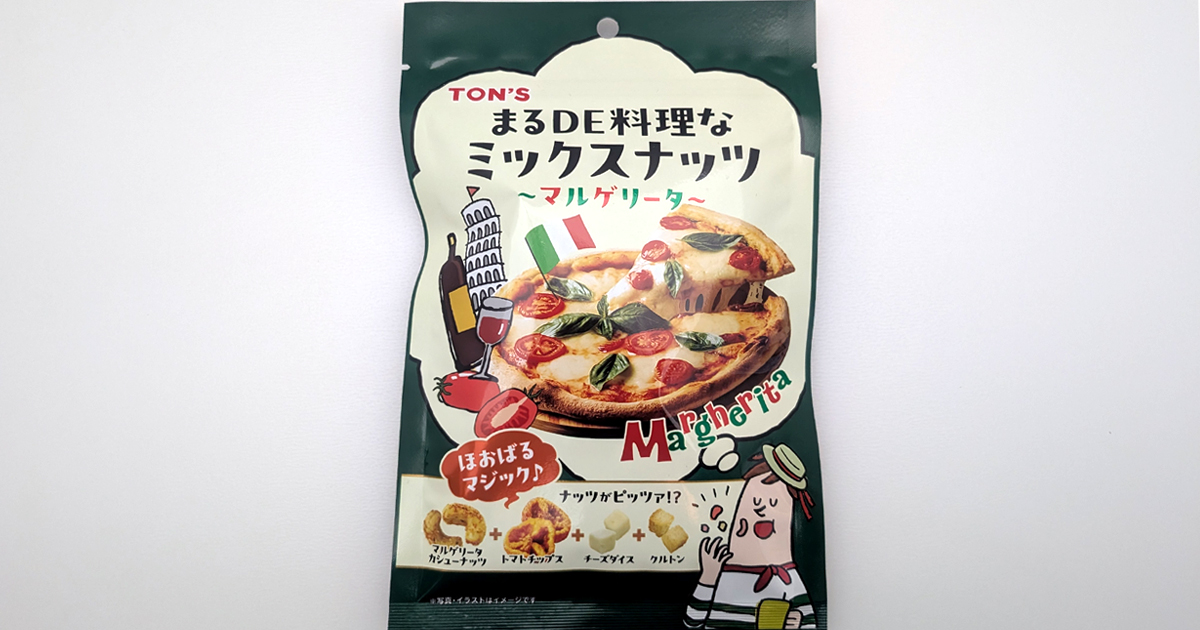 TON'S
まるDE料理な
ミックスナッツ
～マルゲリータ～
Margherita
ほおばる
マジック♪
ナッツがピッツァ!?
マルゲリータ
カシューナッツ
+
トマトチップス
+
チーズダイス
+
クルトン
※写真・イラストはイメージです